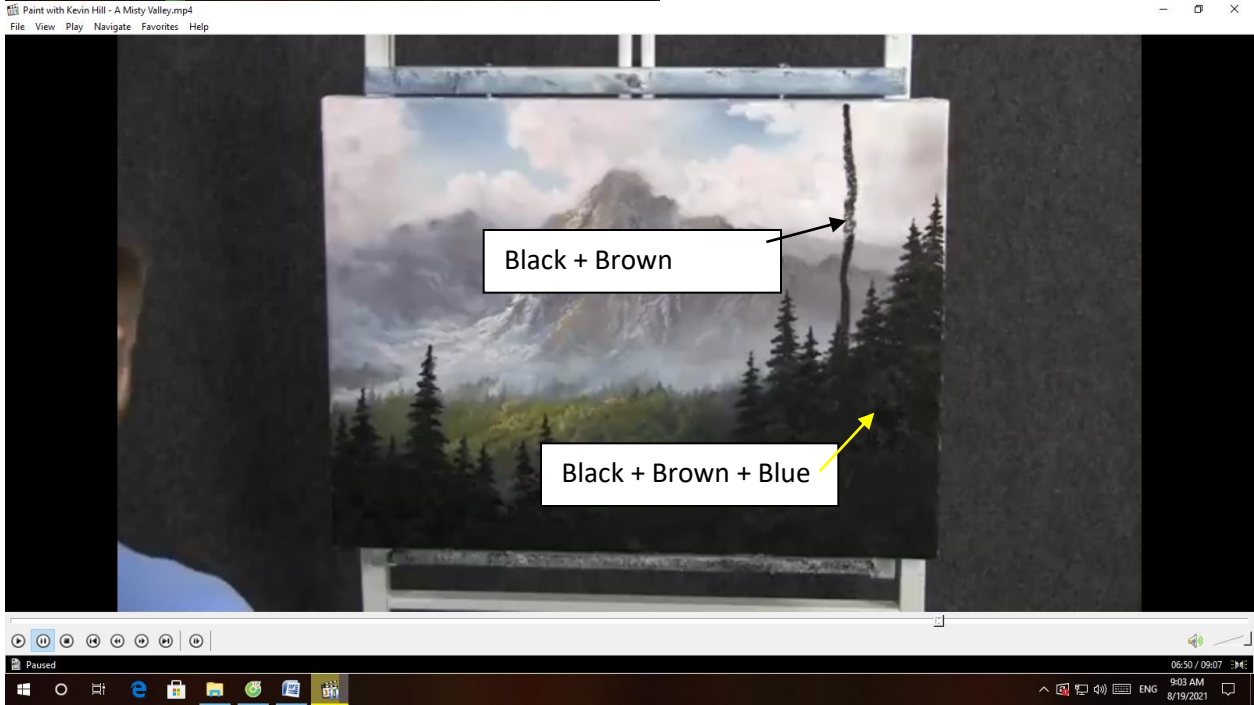 Paint with Kevin Hill - A Misty Valley.mp4
File View Play Navigate Favorites Help
Black + Brown
Black + Brown + Blue
Paused
06:50 / 09:07
ENG
9:03 AM
8/19/2021